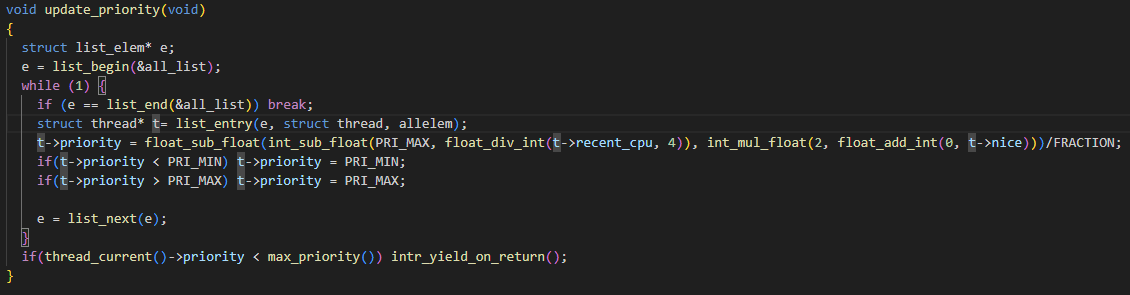 void update_priority(void)
{
  struct list_elem* e;
  e = list_begin(&all_list);
  while (1) {
    if (e == list_end(&all_list)) break;
    struct thread* t= list_entry(e, struct thread, allelem);
    t->priority = float_sub_float(int_sub_float(PRI_MAX, float_div_int(t->recent_cpu, 4)), int_mul_float(2, float_add_int(0, t->nice)))/FRACTION;
    if(t->priority < PRI_MIN) t->priority = PRI_MIN;
    if(t->priority > PRI_MAX) t->priority = PRI_MAX;

    e = list_next(e);
  }
  if(thread_current()->priority < max_priority()) intr_yield_on_return();
}